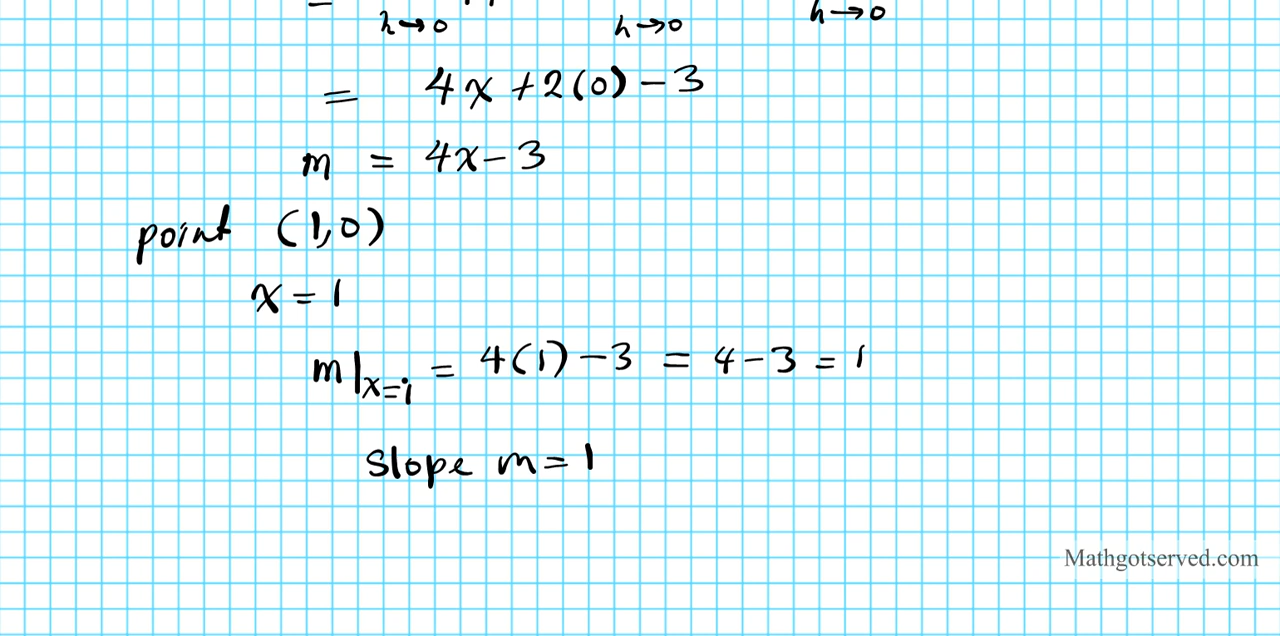 h→0 h→0 h→0
= 4x + 2(0) - 3
m = 4x - 3
point (1,0)
x = 1
m|x=1 = 4(1) - 3 = 4 - 3 = 1
Slope m = 1
Mathgotserved.com